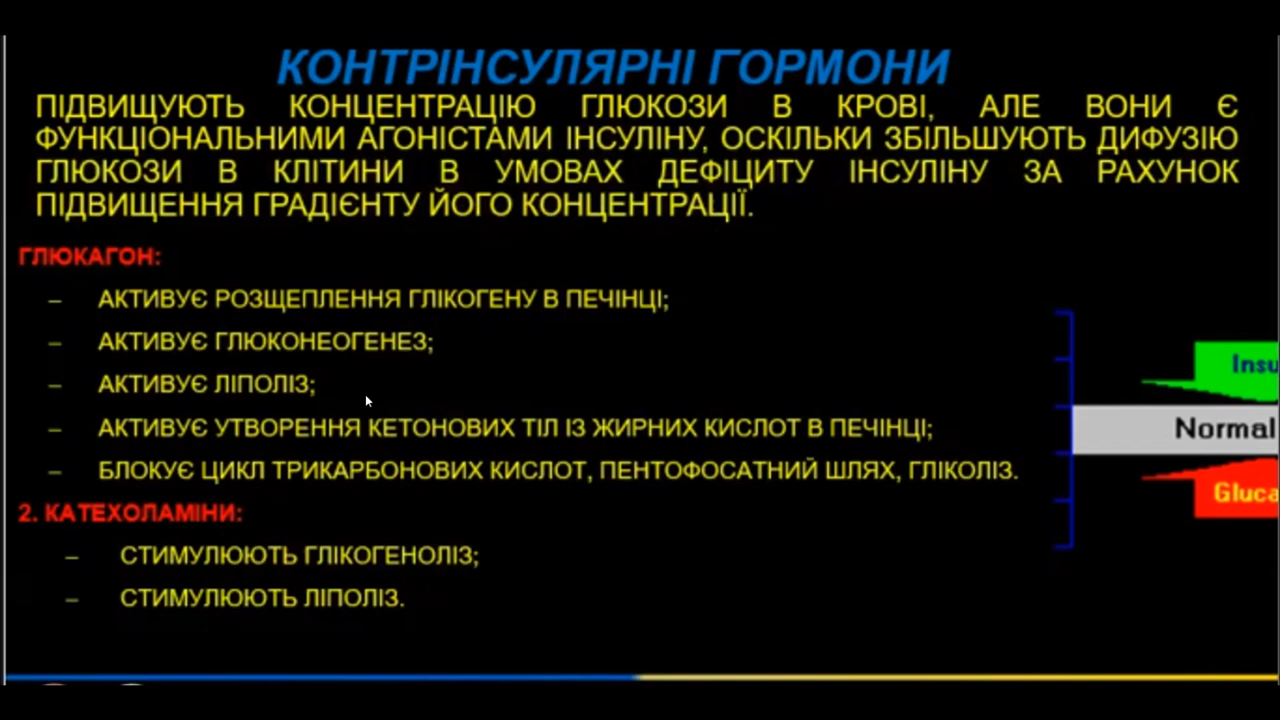 КОНТРІНСУЛЯРНІ ГОРМОНИ
ПІДВИЩУЮТЬ КОНЦЕНТРАЦІЮ ГЛЮКОЗИ В КРОВІ, АЛЕ ВОНИ Є
ФУНКЦІОНАЛЬНИМИ АГОНІСТАМИ ІНСУЛІНУ, ОСКІЛЬКИ ЗБІЛЬШУЮТЬ ДИФУЗІЮ
ГЛЮКОЗИ В КЛІТИНИ В УМОВАХ ДЕФІЦИТУ ІНСУЛІНУ ЗА РАХУНОК
ПІДВИЩЕННЯ ГРАДІЄНТУ ЙОГО КОНЦЕНТРАЦІЇ.
ГЛЮКАГОН:
– АКТИВУЄ РОЗЩЕПЛЕННЯ ГЛІКОГЕНУ В ПЕЧІНЦІ;
– АКТИВУЄ ГЛЮКОНЕОГЕНЕЗ;
– АКТИВУЄ ЛІПОЛІЗ;
– АКТИВУЄ УТВОРЕННЯ КЕТОНОВИХ ТІЛ ІЗ ЖИРНИХ КИСЛОТ В ПЕЧІНЦІ;
– БЛОКУЄ ЦИКЛ ТРИКАРБОНОВИХ КИСЛОТ, ПЕНТОФОСАТНИЙ ШЛЯХ, ГЛІКОЛІЗ.
2. КАТЕХОЛАМІНИ:
– СТИМУЛЮЮТЬ ГЛІКОГЕНОЛІЗ;
– СТИМУЛЮЮТЬ ЛІПОЛІЗ.
Insu
Normal
Gluca